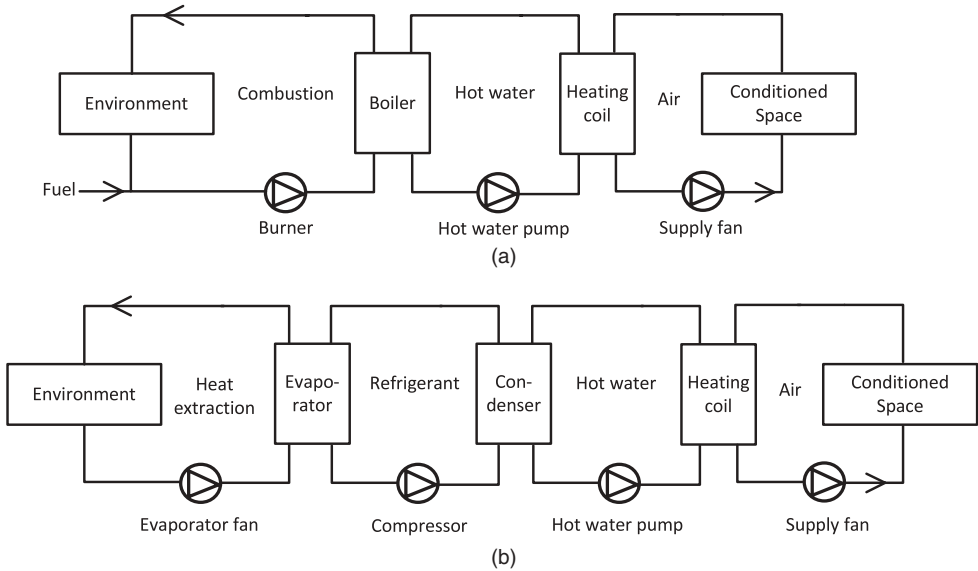 Environment
Combustion
Boiler
Hot water
Heating
coil
Air
Conditioned
Space
Fuel
Burner
Hot water pump
Supply fan
(a)
Environment
Heat
extraction
Evapo-
rator
Refrigerant
Con-
denser
Hot water
Heating
coil
Air
Conditioned
Space
Evaporator fan
Compressor
Hot water pump
Supply fan
(b)